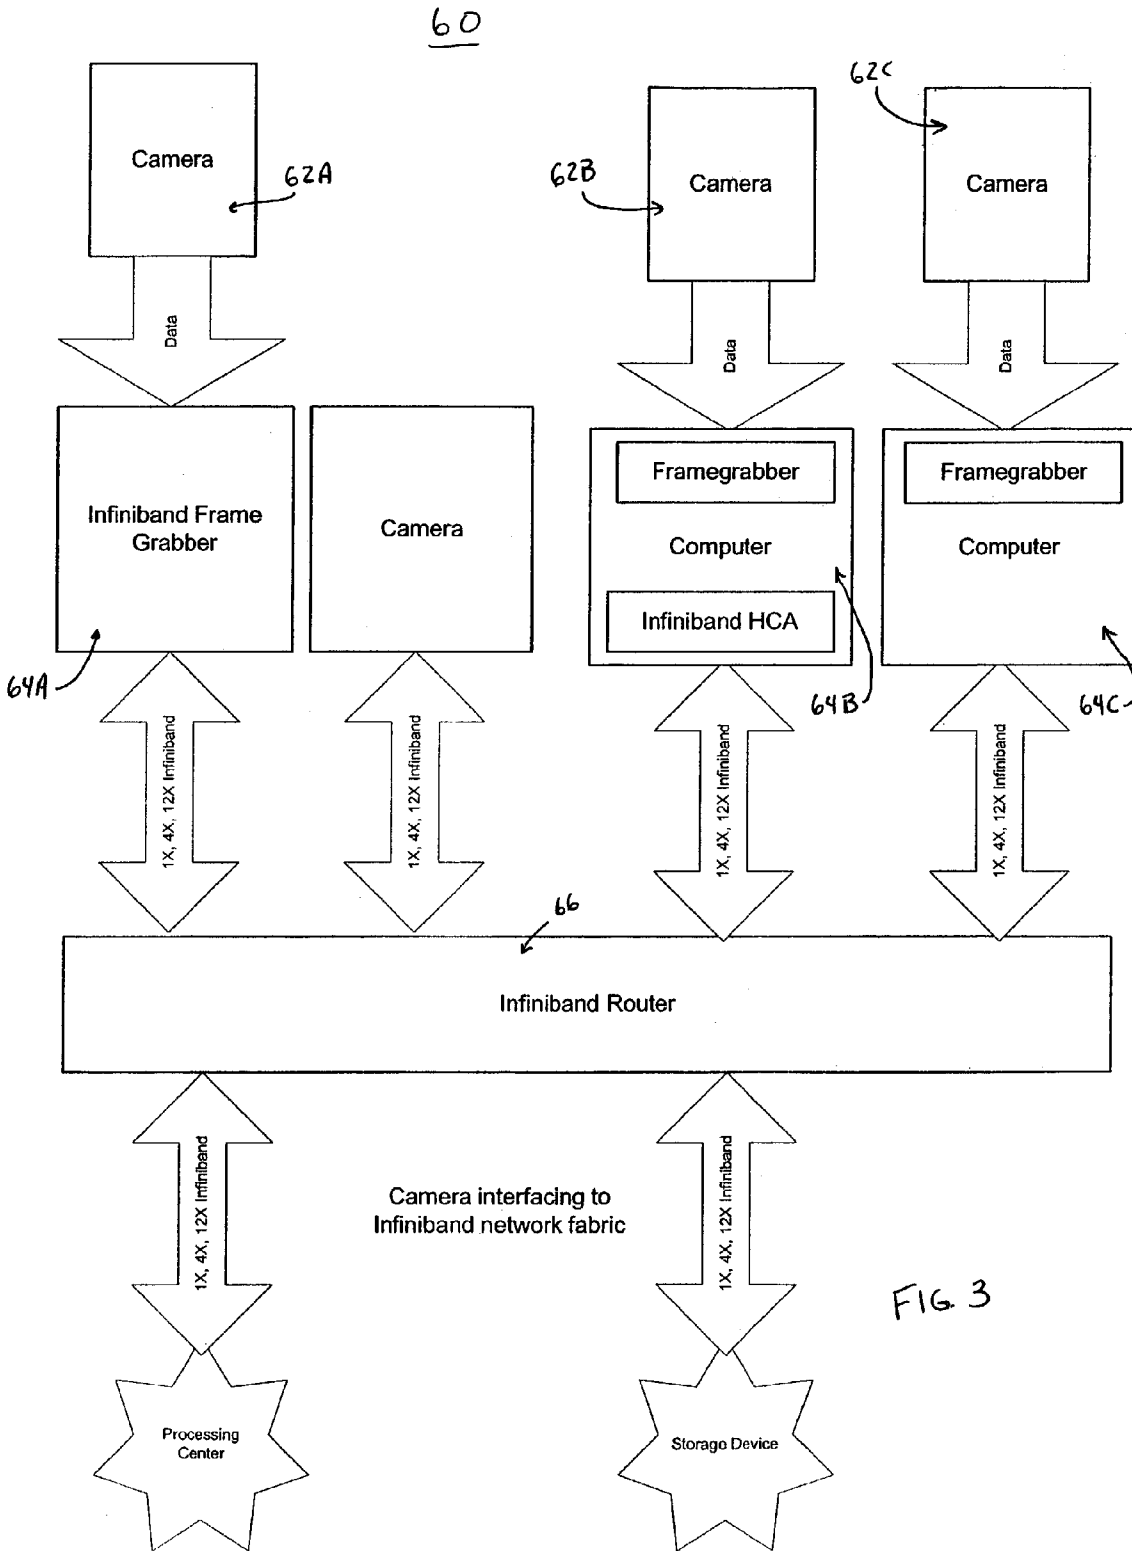 60
62C
Camera
62A
62B
Camera
Camera
Data
Data
Data
Infiniband Frame
Grabber
Camera
Framegrabber
Computer
Infiniband HCA
Framegrabber
Computer
64A
64B
64C
1X, 4X, 12X Infiniband
1X, 4X, 12X Infiniband
1X, 4X, 12X Infiniband
1X, 4X, 12X Infiniband
66
Infiniband Router
1X, 4X, 12X Infiniband
1X, 4X, 12X Infiniband
Camera interfacing to
Infiniband network fabric
FIG. 3
Processing
Center
Storage Device